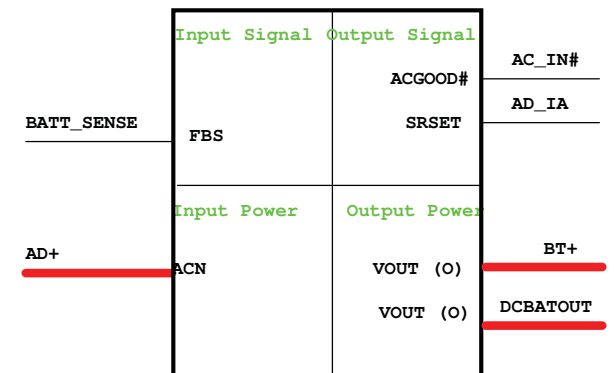 Input Signal Output Signal
AC_IN#
ACGOOD#
AD_IA
BATT_SENSE
SRSET
FBS
Input Power Output Power
AD+
BT+
ACN
VOUT (O)
DCBATOUT
VOUT (O)